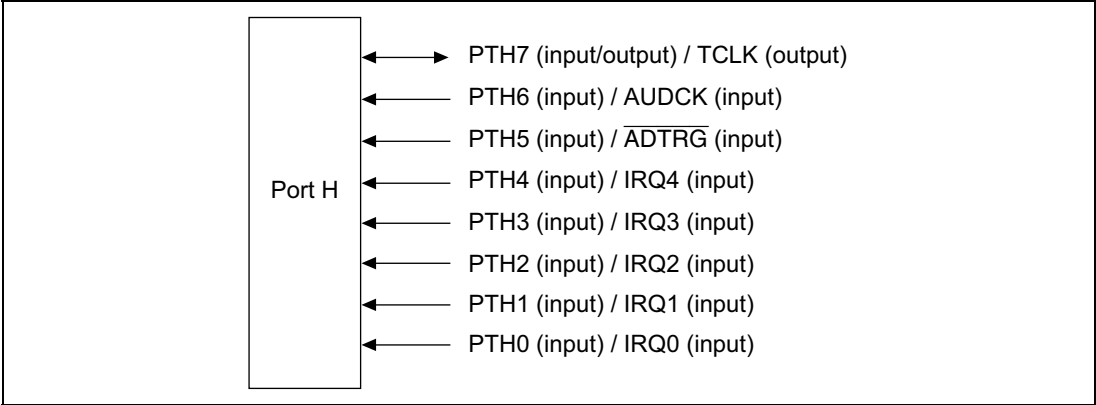 Port H
PTH7 (input/output) / TCLK (output)
PTH6 (input) / AUDCK (input)
PTH5 (input) / A̅D̅T̅R̅G̅ (input)
PTH4 (input) / IRQ4 (input)
PTH3 (input) / IRQ3 (input)
PTH2 (input) / IRQ2 (input)
PTH1 (input) / IRQ1 (input)
PTH0 (input) / IRQ0 (input)